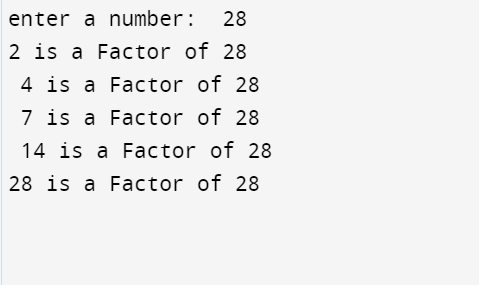 enter a number:  28
2 is a Factor of 28
 4 is a Factor of 28
 7 is a Factor of 28
 14 is a Factor of 28
28 is a Factor of 28